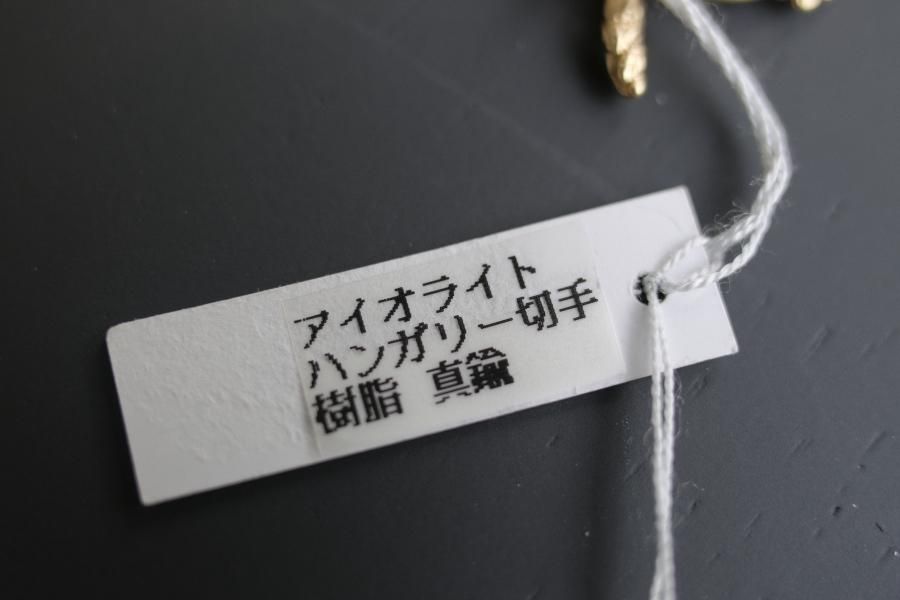 アイオライト
ハンガリー切手
樹脂 真鍮